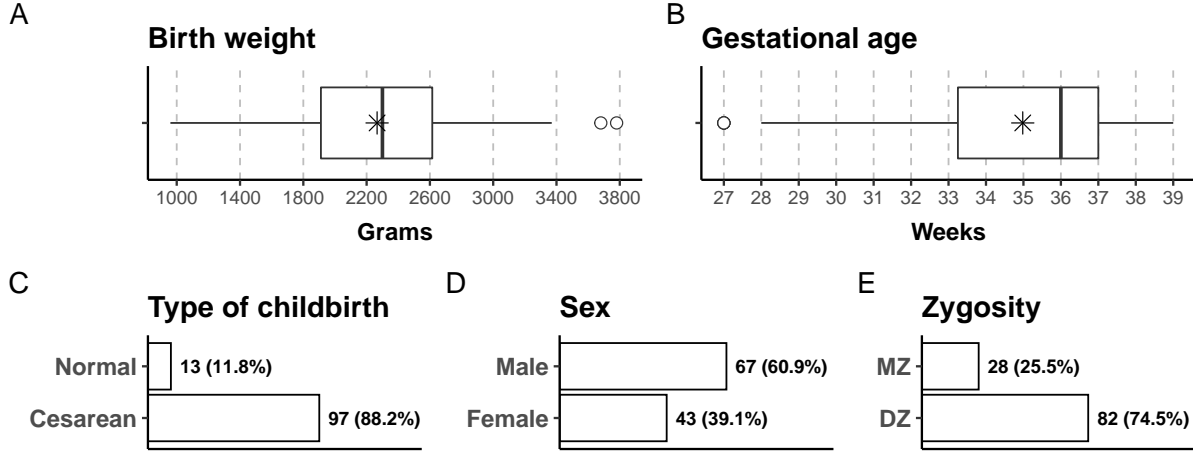 A
Birth weight
1000 1400 1800 2200 2600 3000 3400 3800
Grams
B
Gestational age
27 28 29 30 31 32 33 34 35 36 37 38 39
Weeks
C
Type of childbirth
Normal 13 (11.8%)
Cesarean 97 (88.2%)
D
Sex
Male 67 (60.9%)
Female 43 (39.1%)
E
Zygosity
MZ 28 (25.5%)
DZ 82 (74.5%)